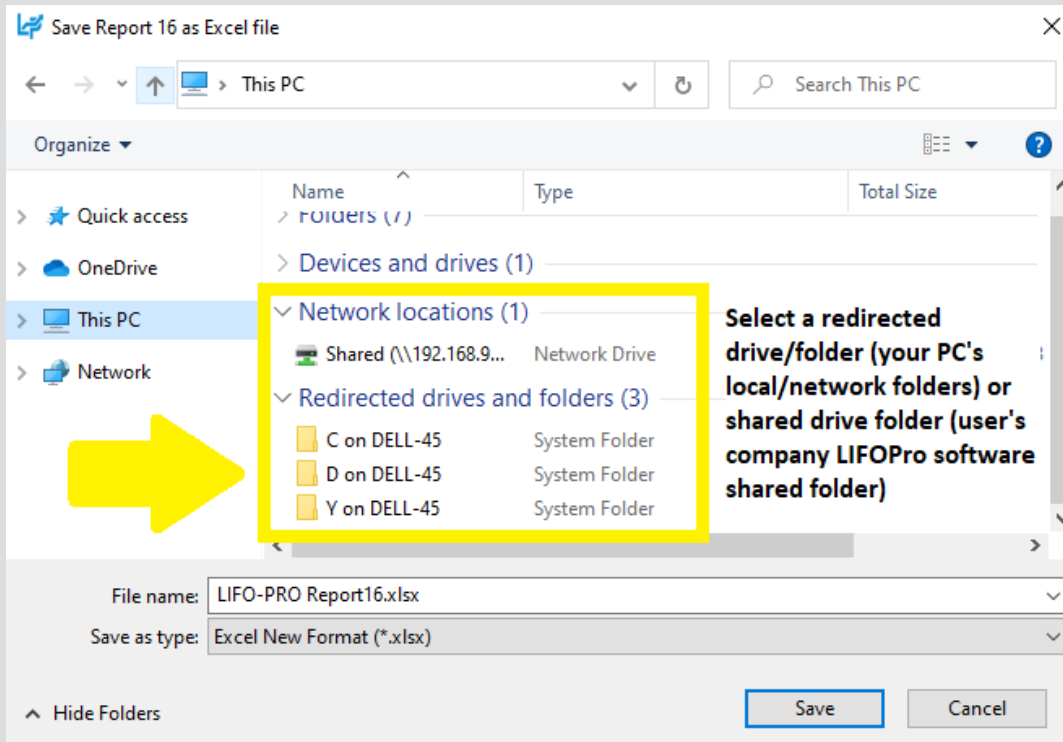 Save Report 16 as Excel file
This PC
Search This PC
Organize
Name
Type
Total Size
Quick access
OneDrive
This PC
Network
Folders (7)
Devices and drives (1)
Network locations (1)
Shared (\\192.168.9... Network Drive
Redirected drives and folders (3)
C on DELL-45 System Folder
D on DELL-45 System Folder
Y on DELL-45 System Folder
Select a redirected
drive/folder (your PC's
local/network folders) or
shared drive folder (user's
company LIFOPro software
shared folder)
File name: LIFO-PRO Report16.xlsx
Save as type: Excel New Format (*.xlsx)
Hide Folders
Save
Cancel